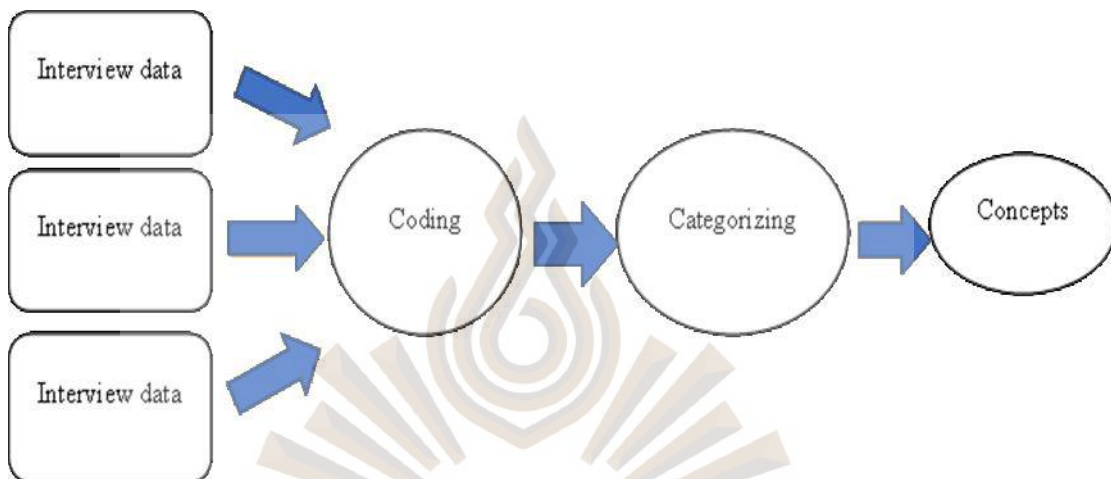 Interview data
Interview data
Interview data
Coding
Categorizing
Concepts